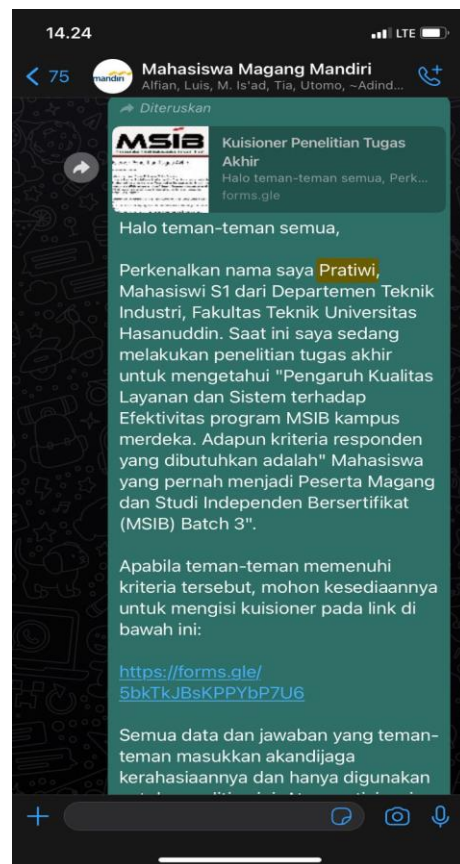 14.24
LTE
75
mandiri
Mahasiswa Magang Mandiri
Alfian, Luis, M. Is'ad, Tia, Utomo, ~Adind...
Diteruskan
MSIB
Kuisioner Penelitian Tugas
Akhir
Halo teman-teman semua, Perk...
forms.gle
Halo teman-teman semua,
Perkenalkan nama saya Pratiwi,
Mahasiswi S1 dari Departemen Teknik
Industri, Fakultas Teknik Universitas
Hasanuddin. Saat ini saya sedang
melakukan penelitian tugas akhir
untuk mengetahui "Pengaruh Kualitas
Layanan dan Sistem terhadap
Efektivitas program MSIB kampus
merdeka. Adapun kriteria responden
yang dibutuhkan adalah" Mahasiswa
yang pernah menjadi Peserta Magang
dan Studi Independen Bersertifikat
(MSIB) Batch 3".
Apabila teman-teman memenuhi
kriteria tersebut, mohon kesediaannya
untuk mengisi kuisioner pada link di
bawah ini:
https://forms.gle/
5bkTkJBsKPPYbP7U6
Semua data dan jawaban yang teman-
teman masukkan akandijaga
kerahasiaannya dan hanya digunakan